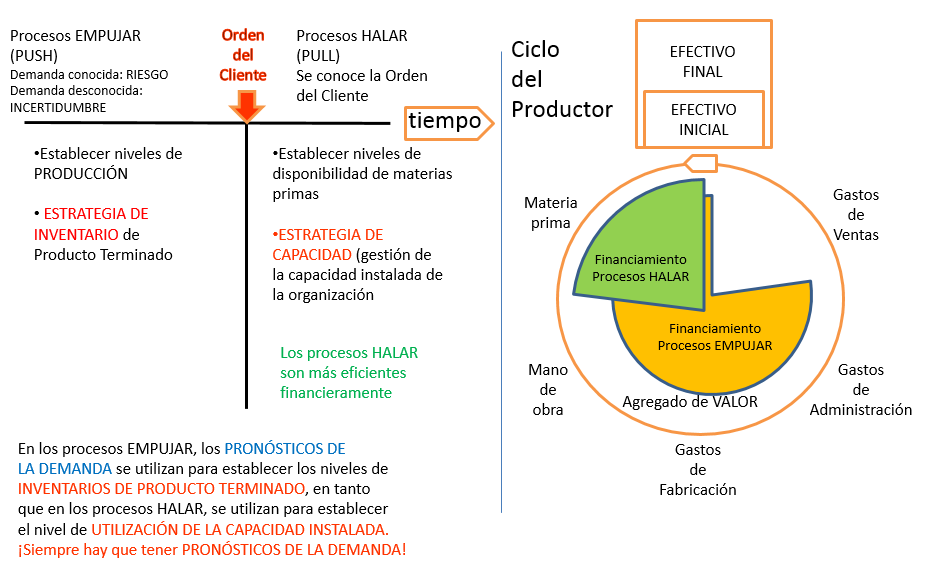 Procesos EMPUJAR
(PUSH)
Demanda conocida: RIESGO
Demanda desconocida:
INCERTIDUMBRE
Orden
del
Cliente
Procesos HALAR
(PULL)
Se conoce la Orden
del Cliente
tiempo
•Establecer niveles de
PRODUCCIÓN
• ESTRATEGIA DE
INVENTARIO de
Producto Terminado
•Establecer niveles de
disponibilidad de materias
primas
•ESTRATEGIA DE
CAPACIDAD (gestión de
la capacidad instalada de
la organización
Los procesos HALAR
son más eficientes
financieramente
En los procesos EMPUJAR, los PRONÓSTICOS DE
LA DEMANDA se utilizan para establecer los niveles de
INVENTARIOS DE PRODUCTO TERMINADO, en tanto
que en los procesos HALAR, se utilizan para establecer
el nivel de UTILIZACIÓN DE LA CAPACIDAD INSTALADA.
¡Siempre hay que tener PRONÓSTICOS DE LA DEMANDA!
Ciclo
del
Productor
EFECTIVO
FINAL
EFECTIVO
INICIAL
Materia
prima
Gastos
de
Ventas
Financiamiento
Procesos HALAR
Financiamiento
Procesos EMPUJAR
Mano
de
obra
Agregado de VALOR
Gastos
de
Administración
Gastos
de
Fabricación